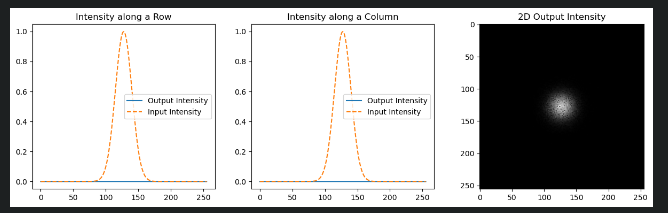 Intensity along a Row
1.0
0.8
0.6
0.4
0.2
0.0
Output Intensity
Input Intensity
0 50 100 150 200 250
Intensity along a Column
1.0
0.8
0.6
0.4
0.2
0.0
Output Intensity
Input Intensity
0 50 100 150 200 250
2D Output Intensity
0
50
100
150
200
250
0 50 100 150 200 250